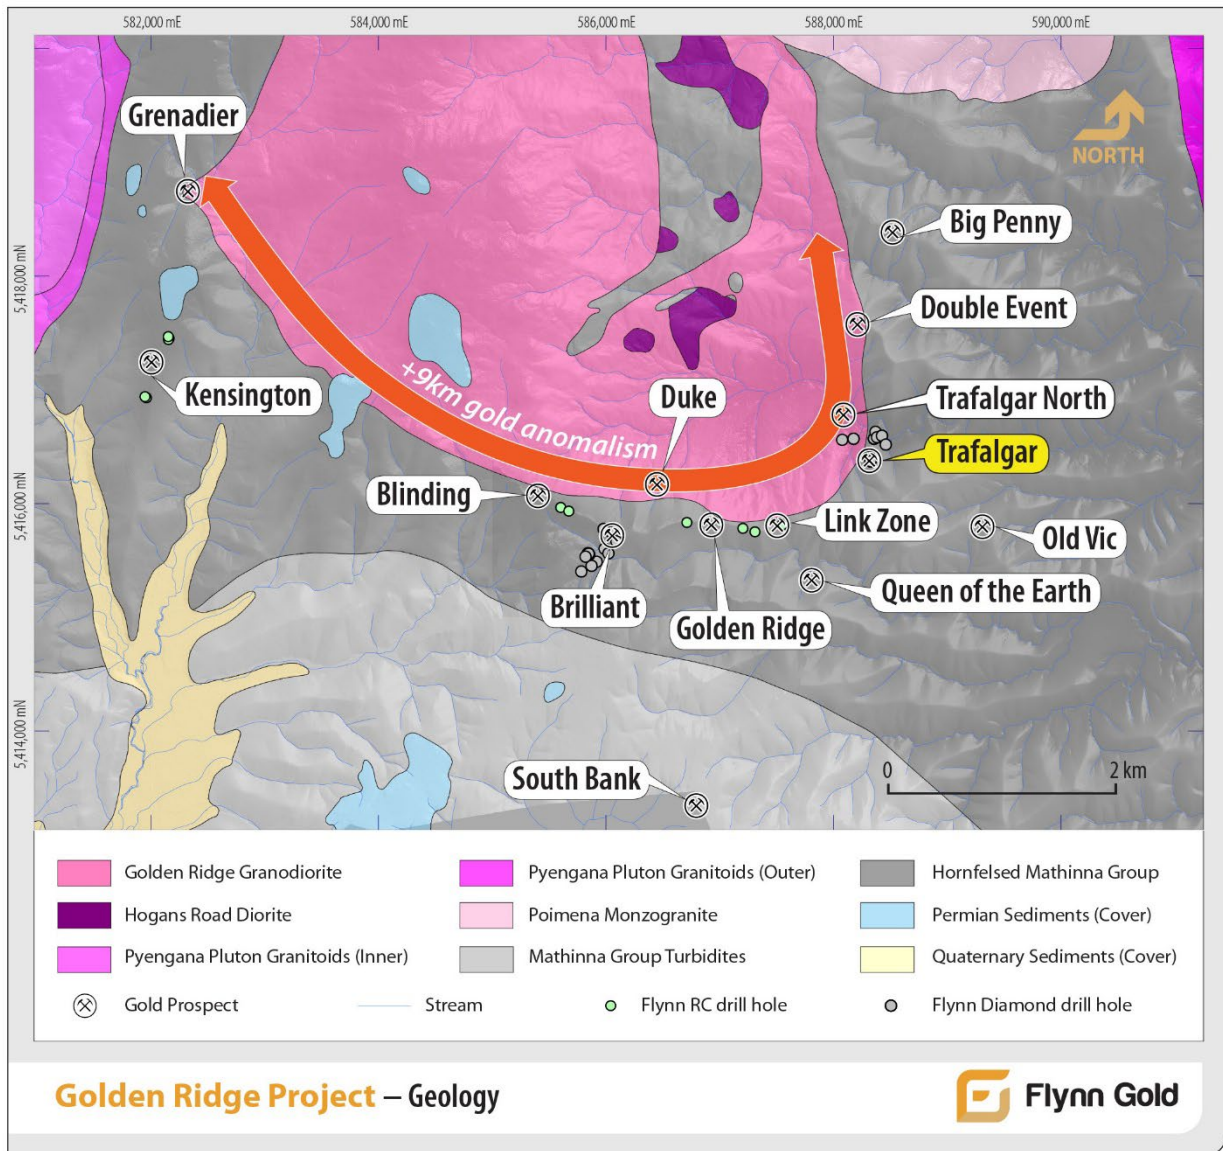 582,000 mE
584,000 mE
586,000 mE
588,000 mE
590,000 mE
Grenadier
NORTH
Big Penny
5,418,000 mN
Double Event
+9km gold anomalism
Duke
Kensington
Trafalgar North
Trafalgar
Blinding
5,416,000 mN
Link Zone
Old Vic
Brilliant
Queen of the Earth
Golden Ridge
5,414,000 mN
South Bank
0
2 km
Golden Ridge Granodiorite
Pyengana Pluton Granitoids (Outer)
Hornfelsed Mathinna Group
Hogans Road Diorite
Poimena Monzogranite
Permian Sediments (Cover)
Pyengana Pluton Granitoids (Inner)
Mathinna Group Turbidites
Quaternary Sediments (Cover)
Gold Prospect
Stream
Flynn RC drill hole
Flynn Diamond drill hole
Golden Ridge Project – Geology
Flynn Gold